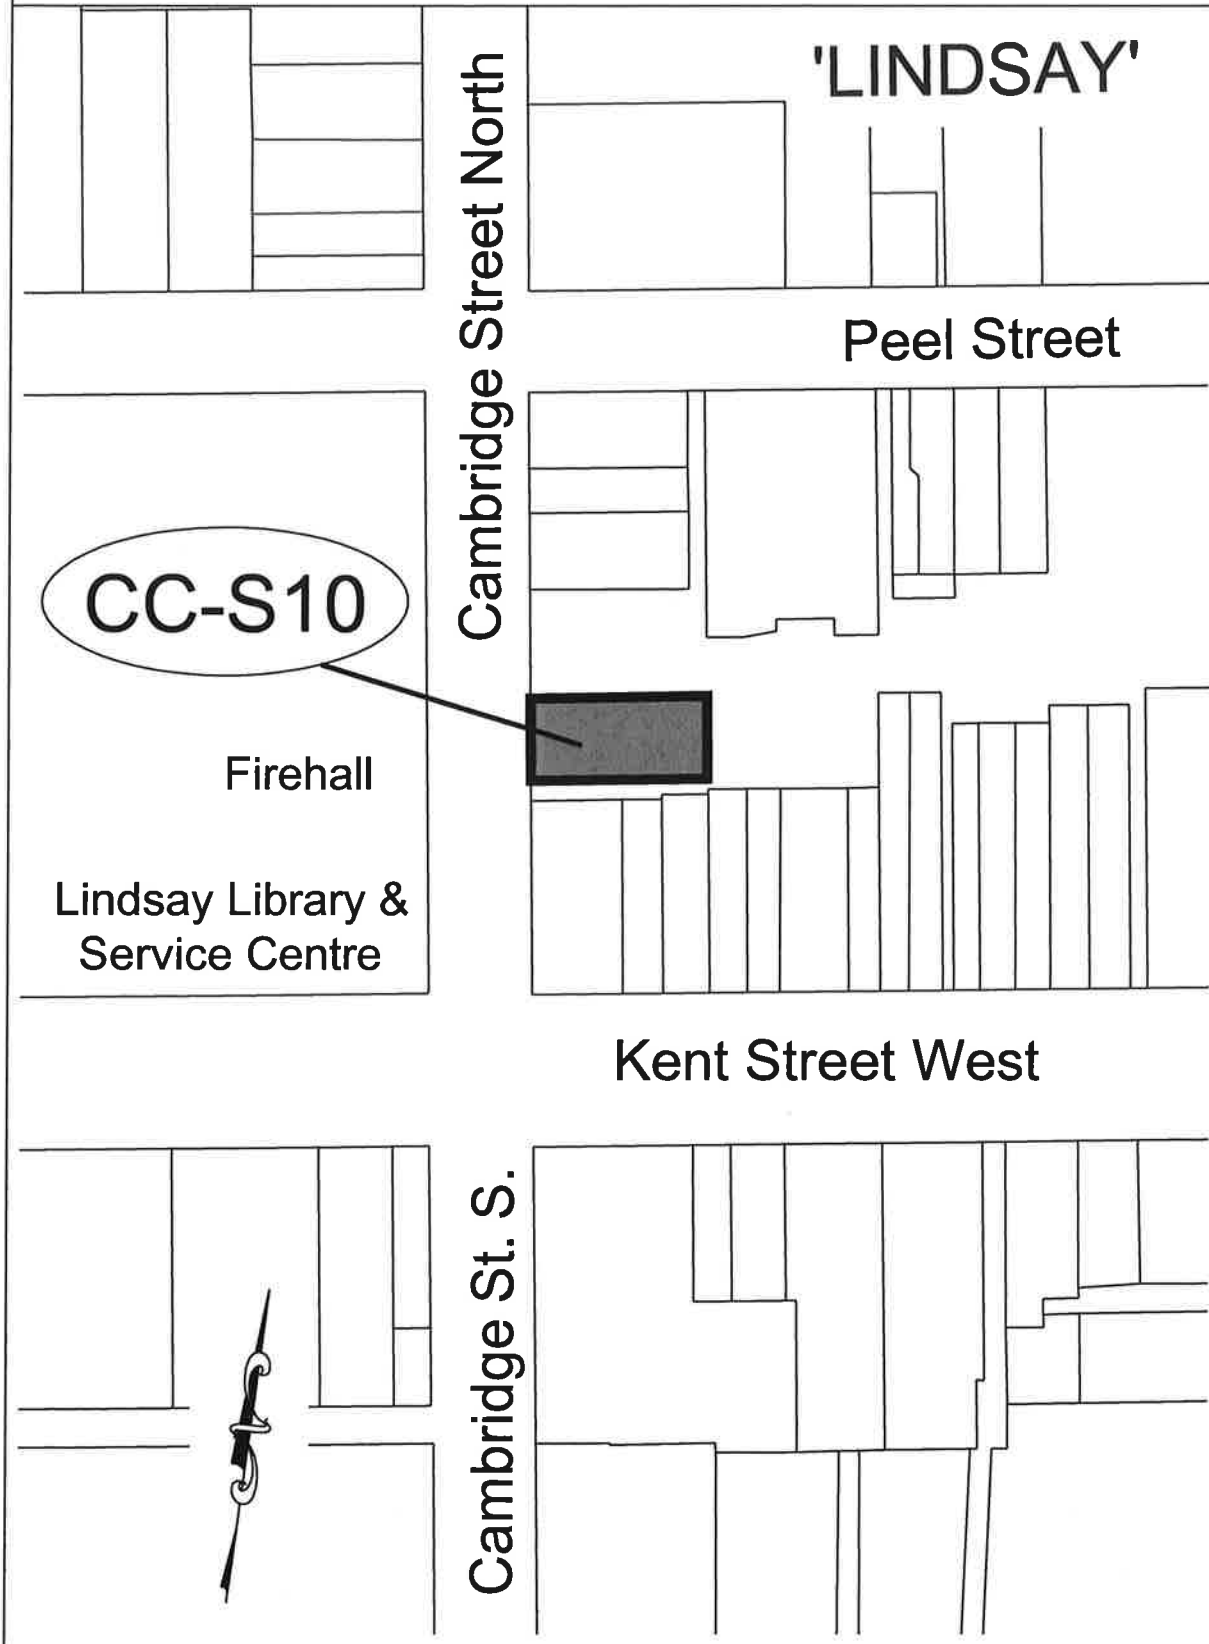 'LINDSAY'
Cambridge Street North
Peel Street
CC-S10
Firehall
Lindsay Library &
Service Centre
Kent Street West
Cambridge St. S.